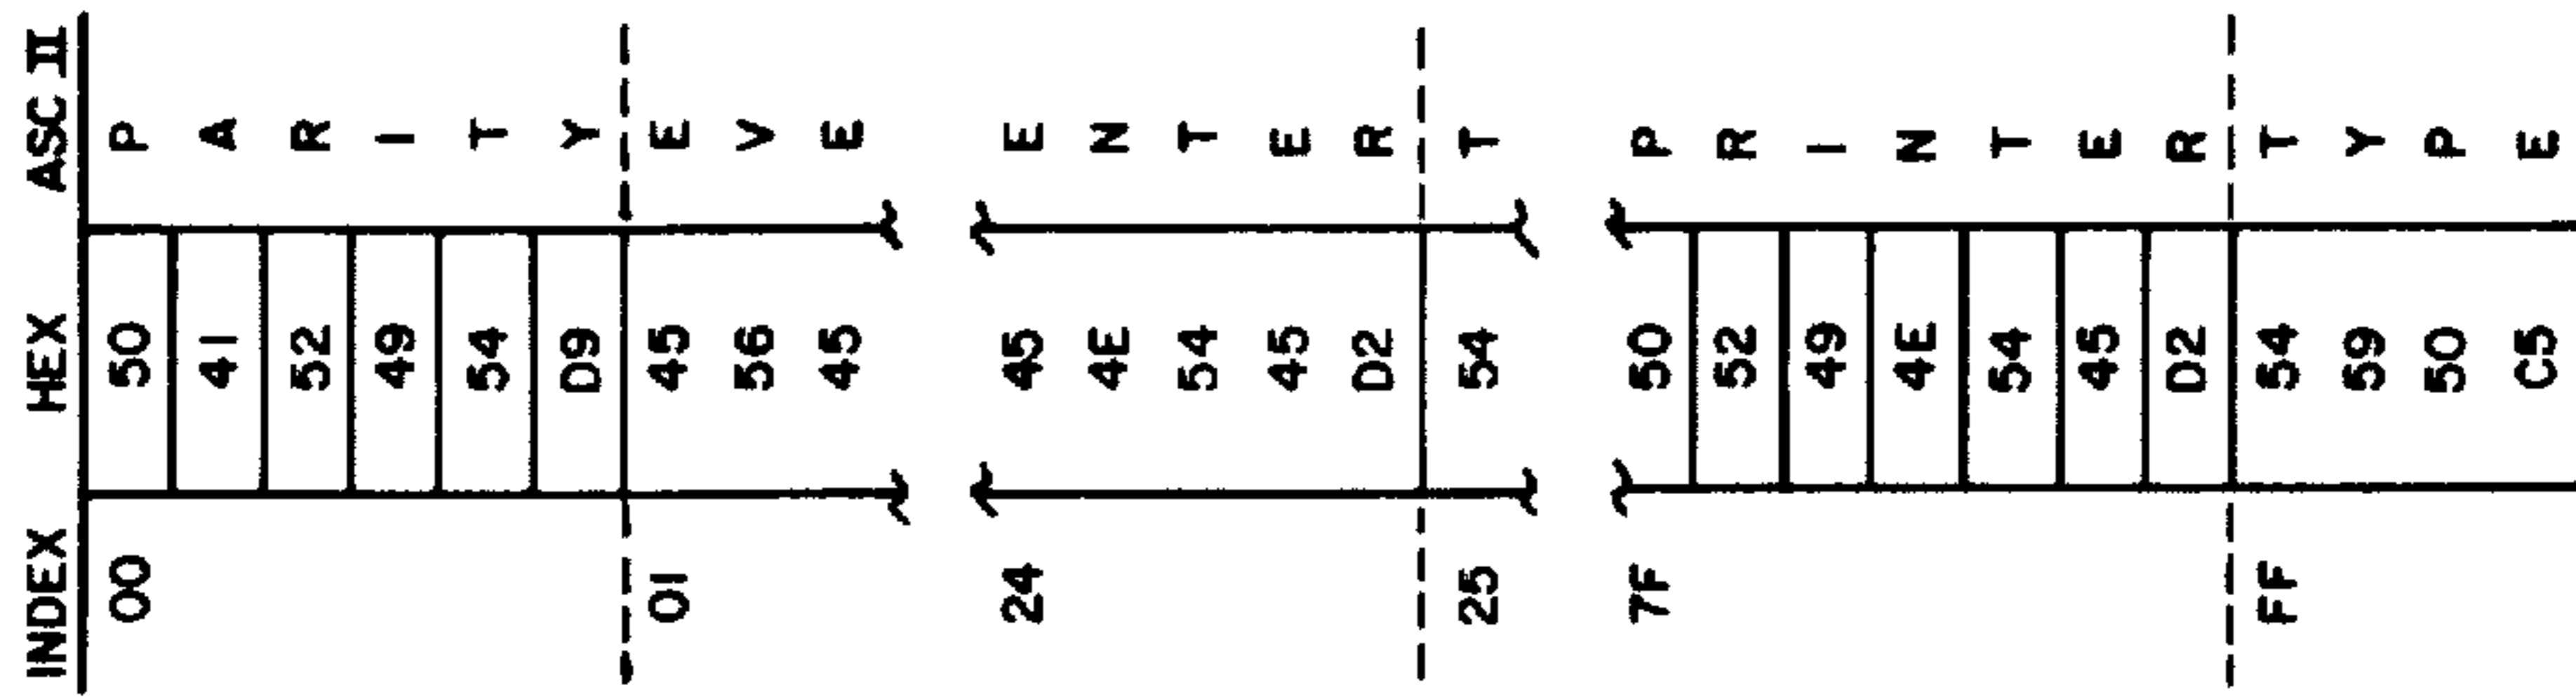 INDEX HEX ASC II
00 50 P
41 A
52 R
49 I
54 T
D9 Y
01 45 E
56 V
45 E
24 45 E
4E N
54 T
45 E
D2 R
25 54 T
7F 50 P
52 R
49 I
4E N
54 T
45 E
D2 R
FF 54 T
59 Y
50 P
C5 E